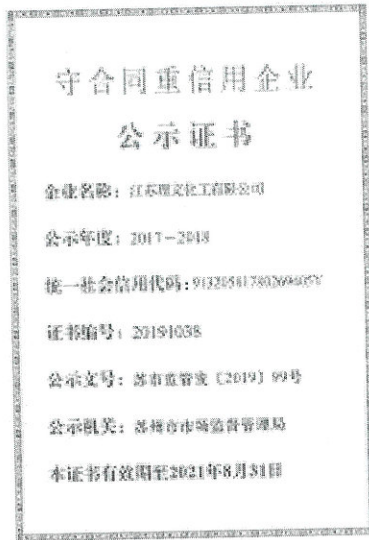 守合同重信用企业
公示证书
企业名称：江苏理文化工有限公司
公示年度：2017-2018
统一社会信用代码：
证书编号：20191038
公示文号：苏市监管发〔2019〕99号
公示机关：苏州市市场监督管理局
本证书有效期至2021年8月31日